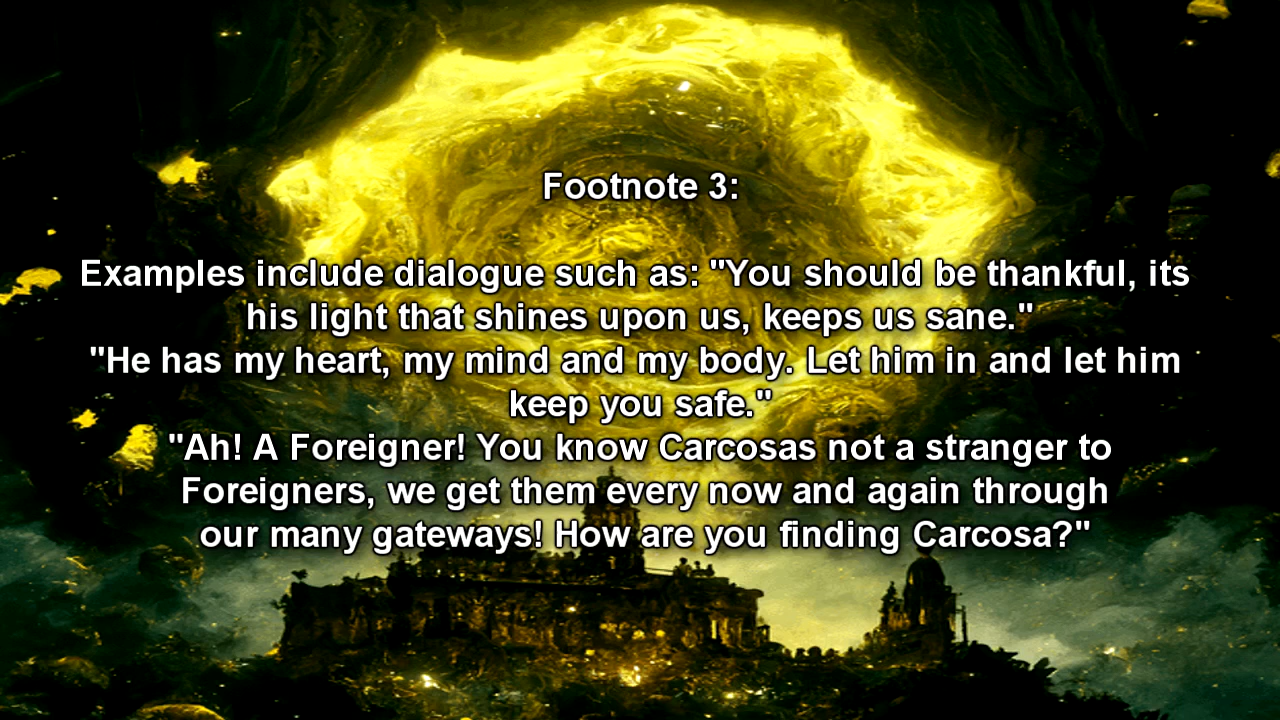 Footnote 3:
Examples include dialogue such as: "You should be thankful, its
his light that shines upon us, keeps us sane."
"He has my heart, my mind and my body. Let him in and let him
keep you safe."
"Ah! A Foreigner! You know Carcosas not a stranger to
Foreigners, we get them every now and again through
our many gateways! How are you finding Carcosa?"